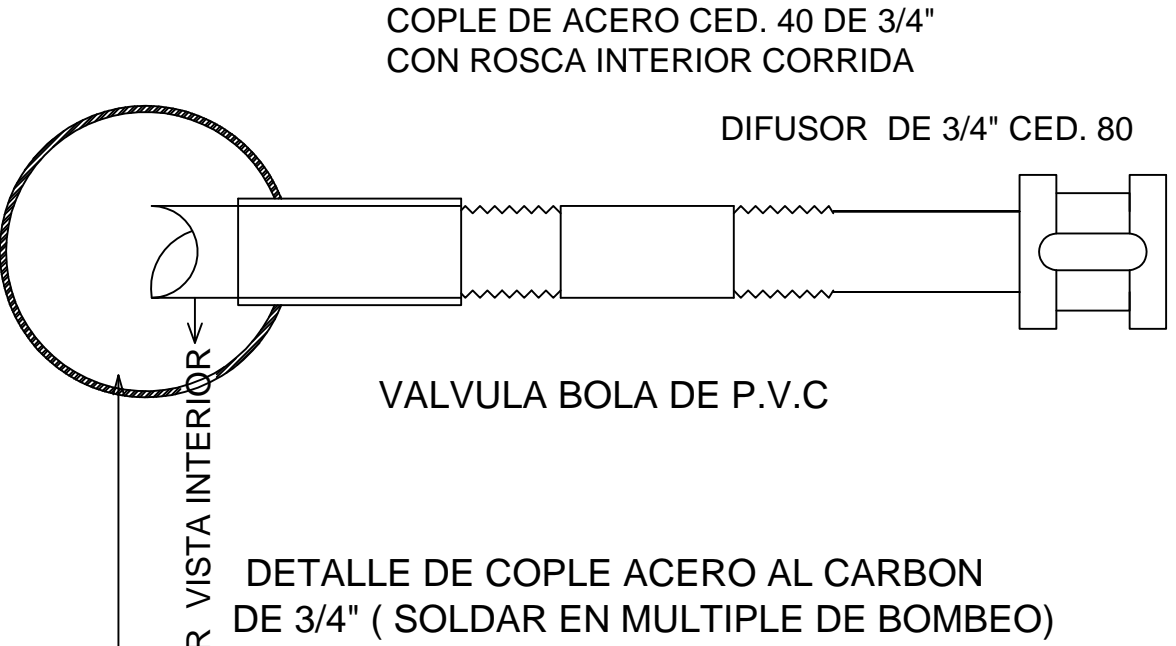 COPLE DE ACERO CED. 40 DE 3/4"
CON ROSCA INTERIOR CORRIDA
DIFUSOR DE 3/4" CED. 80
VALVULA BOLA DE P.V.C
VISTA INTERIOR
DETALLE DE COPLE ACERO AL CARBON
DE 3/4" ( SOLDAR EN MULTIPLE DE BOMBEO)